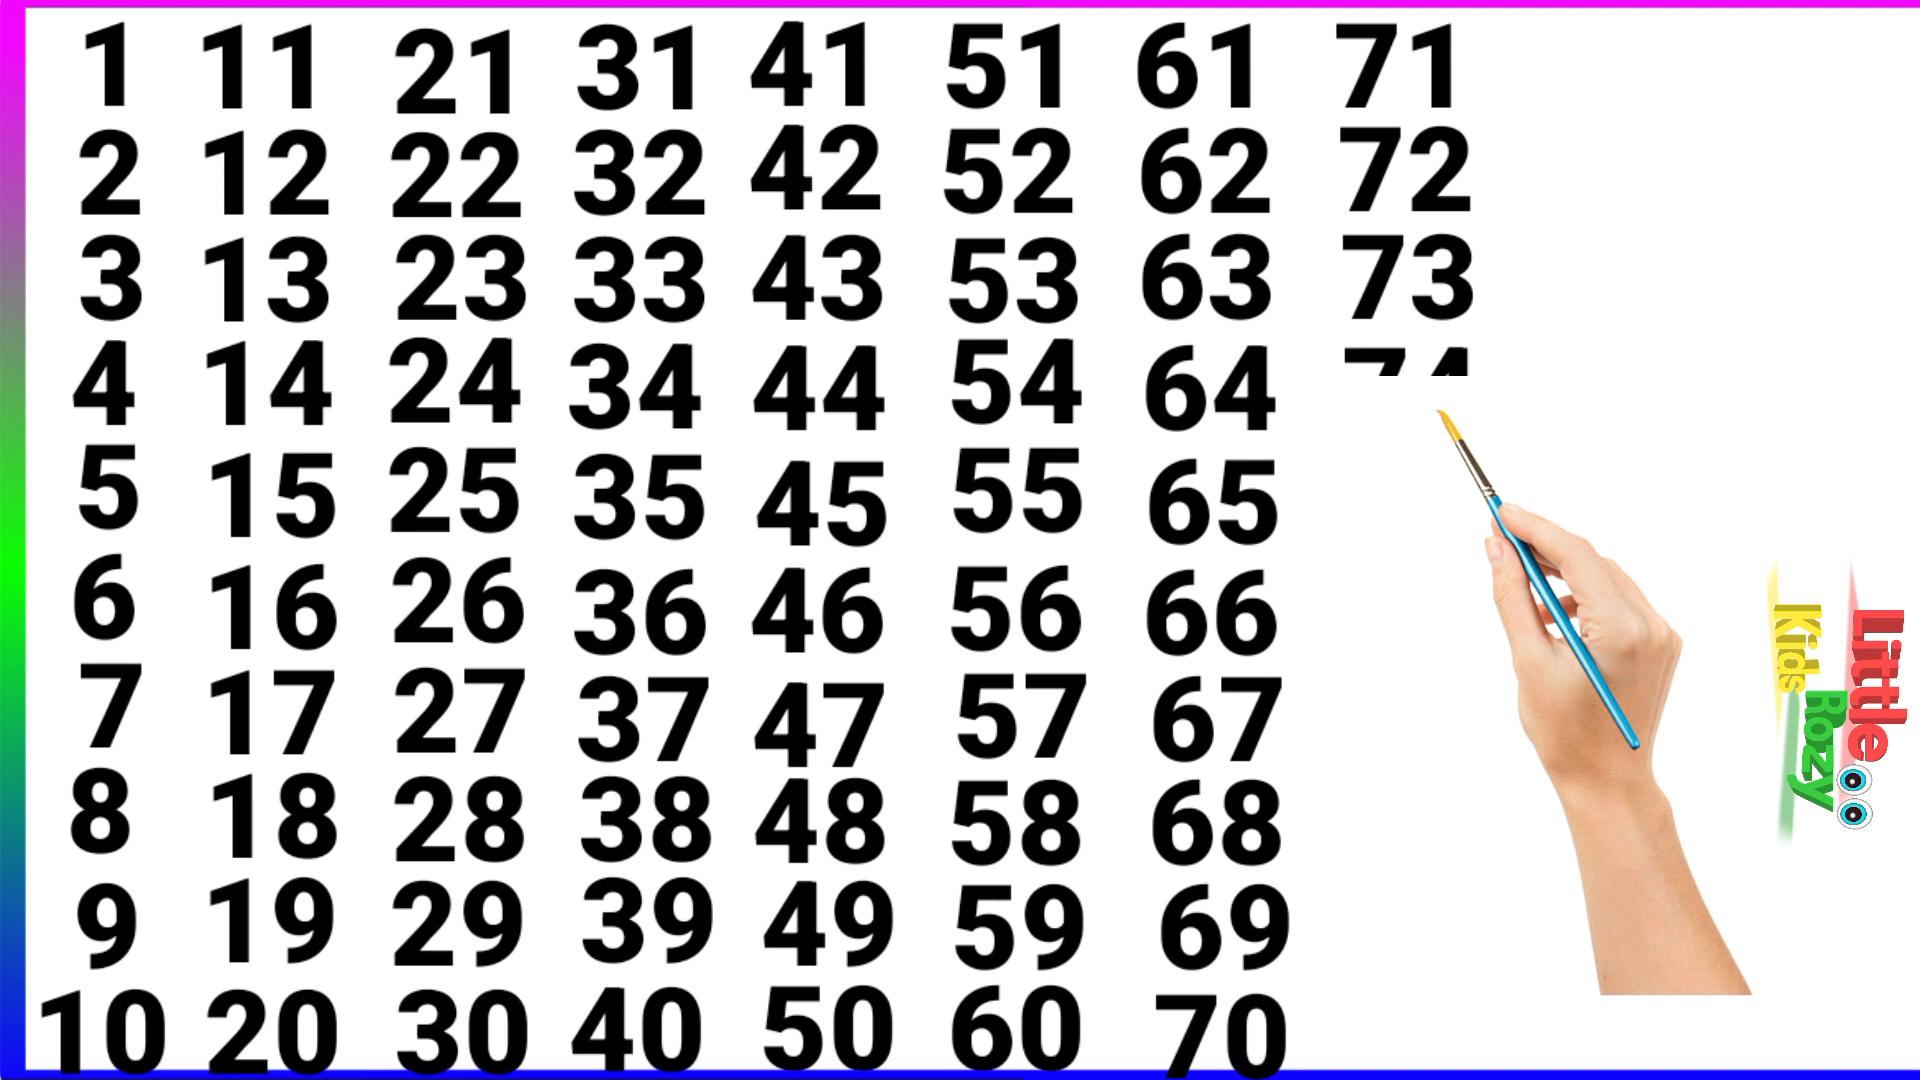 1 11 21 31 41 51 61 71
2 12 22 32 42 52 62 72
3 13 23 33 43 53 63 73
4 14 24 34 44 54 64 74
5 15 25 35 45 55 65
6 16 26 36 46 56 66
7 17 27 37 47 57 67
8 18 28 38 48 58 68
9 19 29 39 49 59 69
10 20 30 40 50 60 70
Little
Rozy
Kids